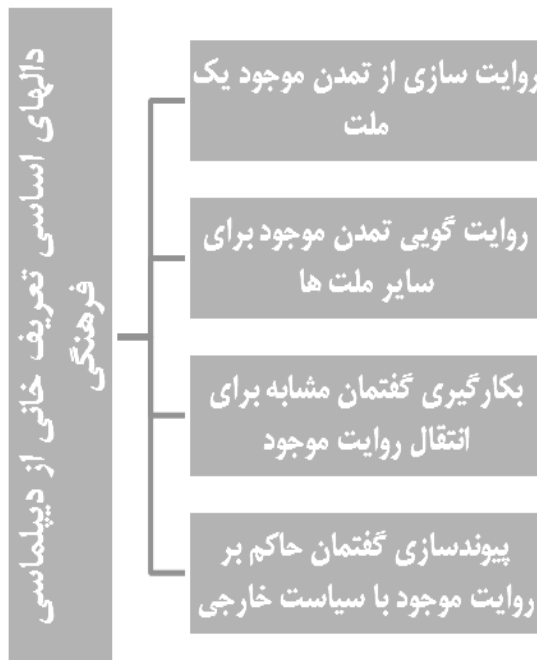 دالهای اساسی تعریف خانی از دیپلماسی
فرهنگی
روایت سازی از تمدن موجود یک
ملت
روایت گویی تمدن موجود برای
سایر ملت ها
بکارگیری گفتمان مشابه برای
انتقال روایت موجود
پیوندسازی گفتمان حاکم بر
روایت موجود با سیاست خارجی